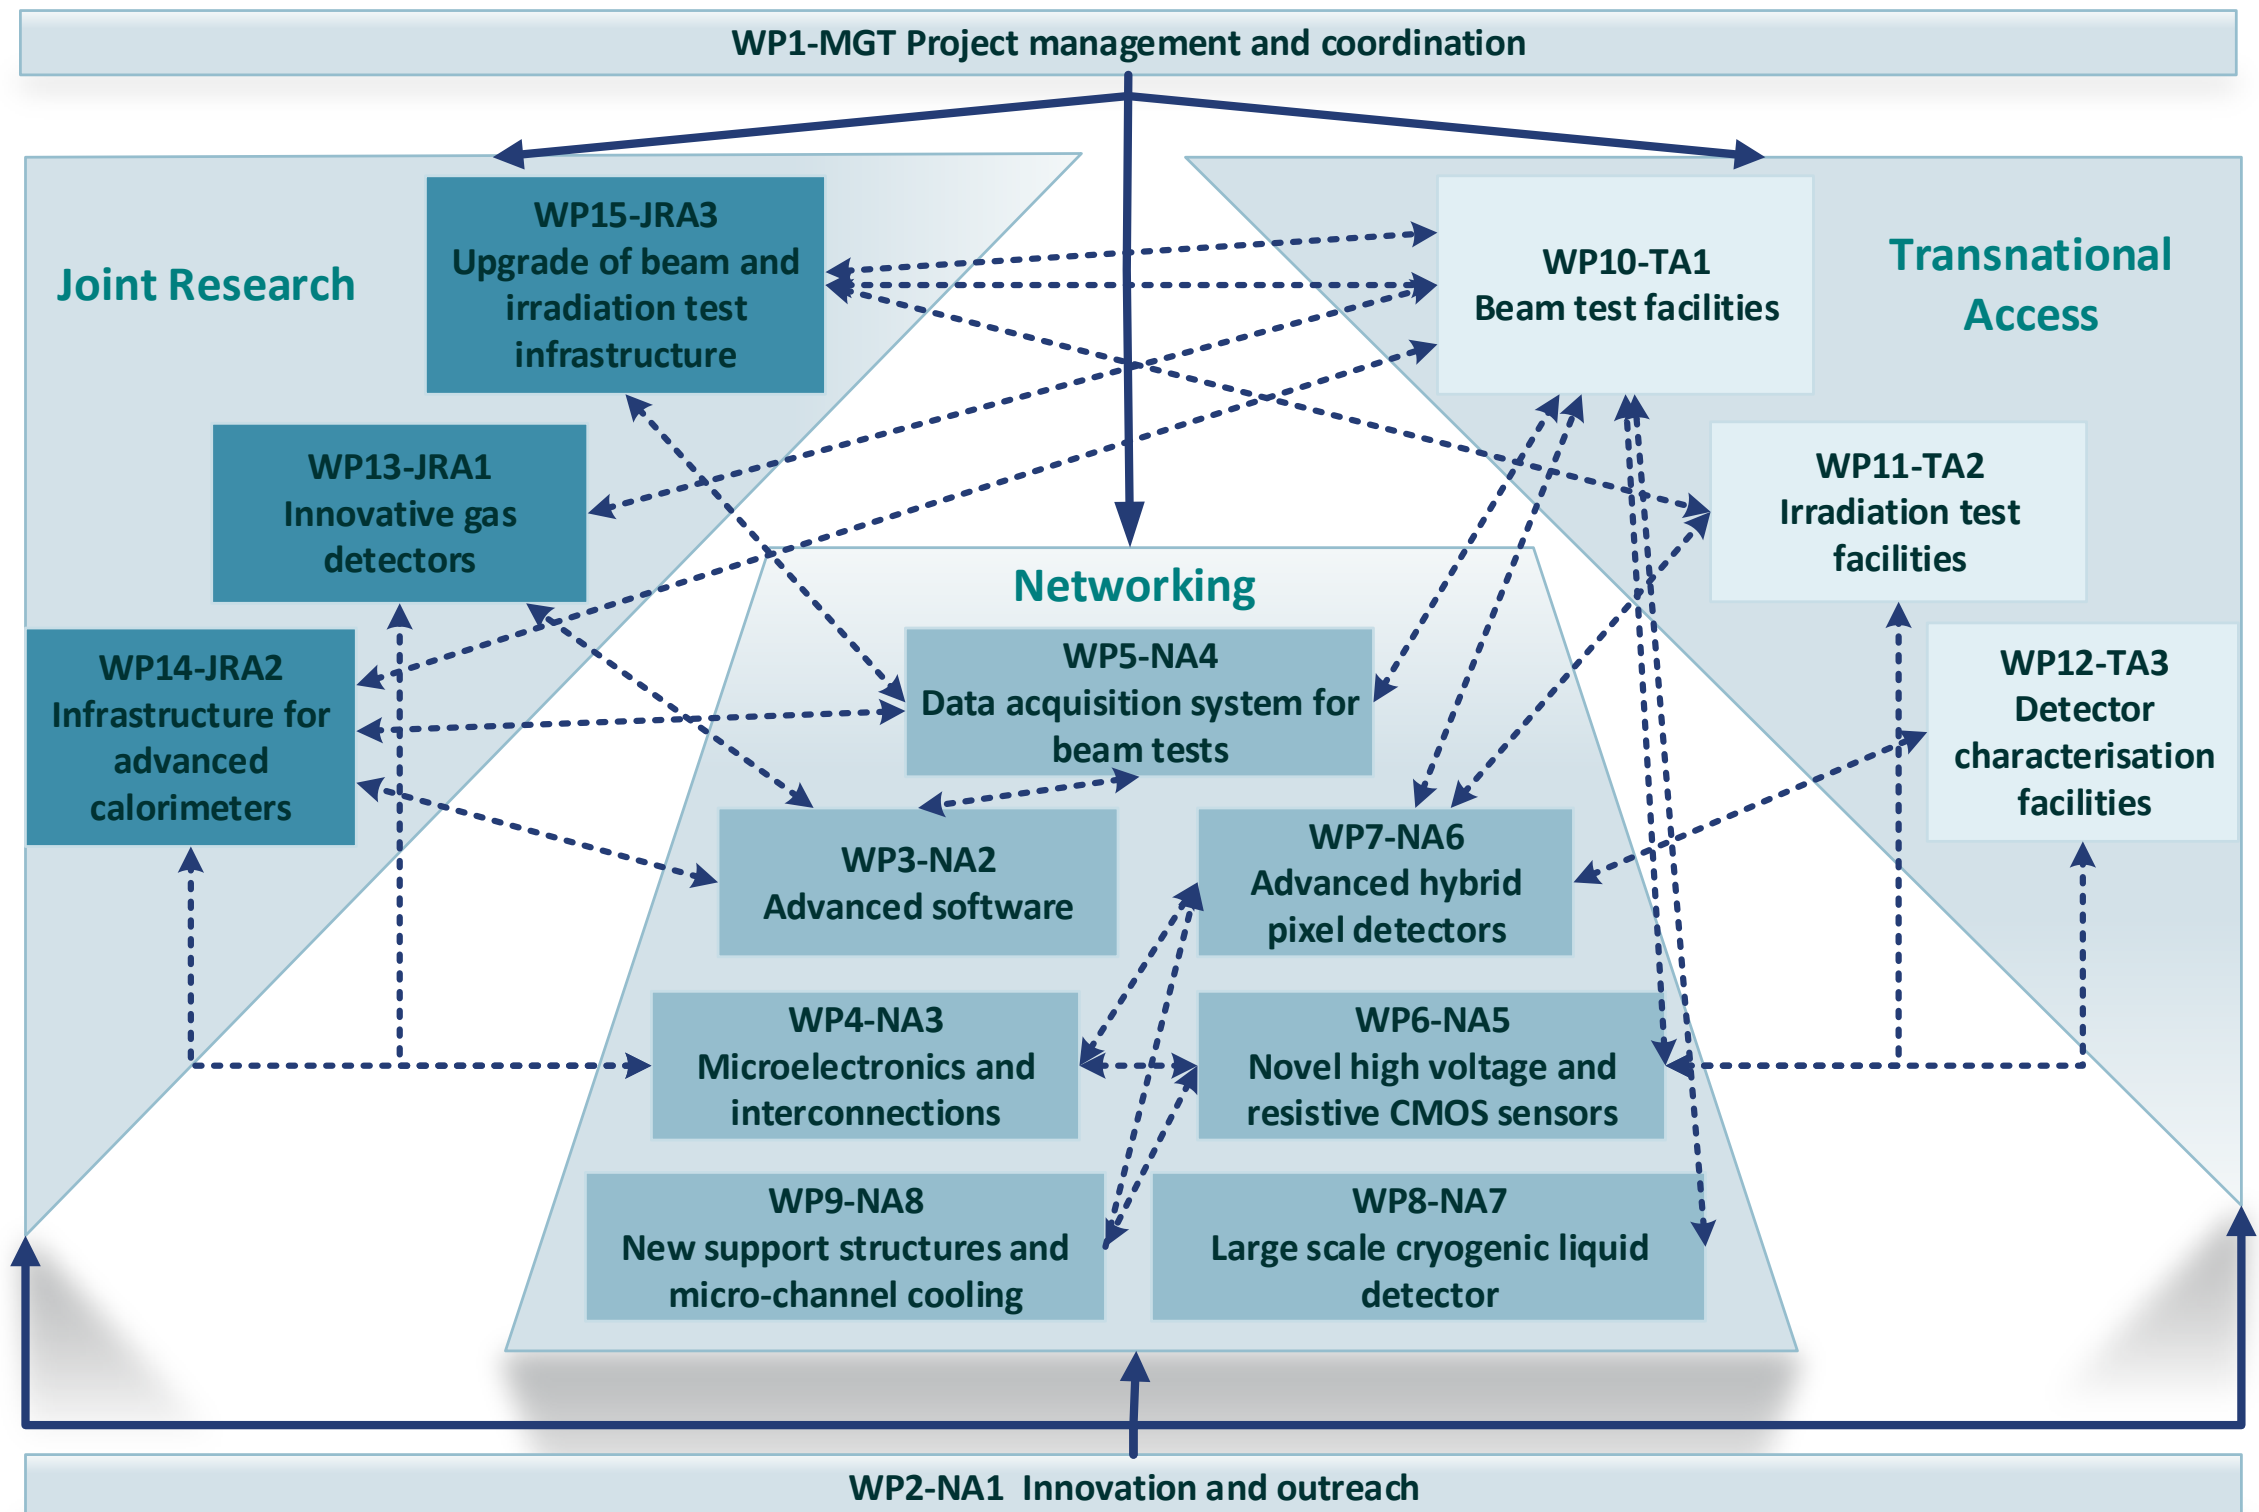 WP1-MGT Project management and coordination
Joint Research
WP15-JRA3
Upgrade of beam and
irradiation test
infrastructure
WP13-JRA1
Innovative gas
detectors
WP14-JRA2
Infrastructure for
advanced
calorimeters
Transnational
Access
WP10-TA1
Beam test facilities
WP11-TA2
Irradiation test
facilities
WP12-TA3
Detector
characterisation
facilities
Networking
WP5-NA4
Data acquisition system for
beam tests
WP3-NA2
Advanced software
WP7-NA6
Advanced hybrid
pixel detectors
WP4-NA3
Microelectronics and
interconnections
WP6-NA5
Novel high voltage and
resistive CMOS sensors
WP9-NA8
New support structures and
micro-channel cooling
WP8-NA7
Large scale cryogenic liquid
detector
WP2-NA1 Innovation and outreach